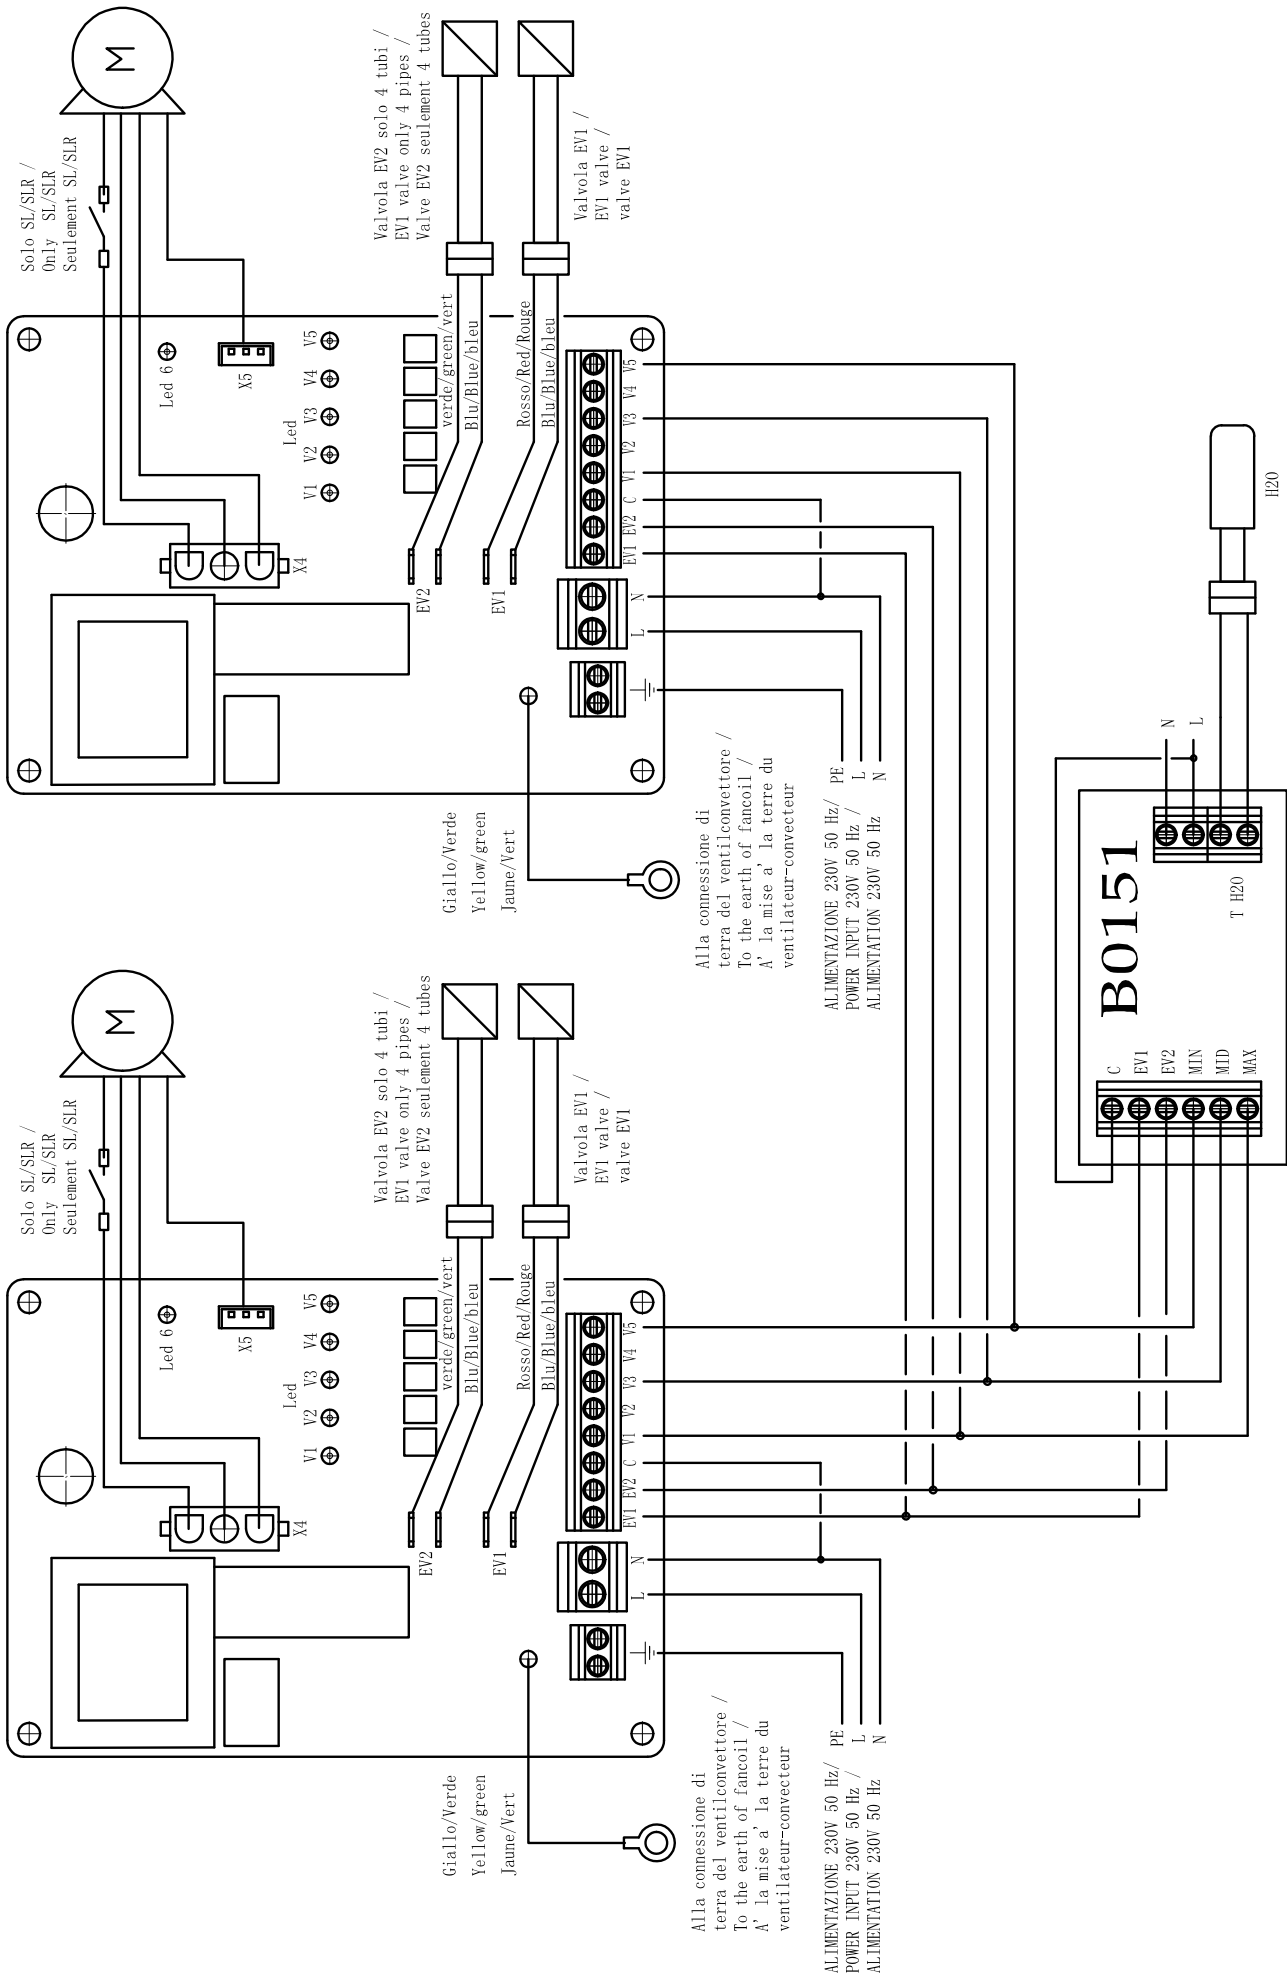 Solo SL/SLR /
Only SL/SLR
Seulement SL/SLR
M
Led 6
X5
V1 V2 V3 V4 V5
Led
X4
Valvola EV2 solo 4 tubi /
EV1 valve only 4 pipes /
Valve EV2 seulement 4 tubes
verde/green/vert
Blu/Blue/bleu
EV2
Valvola EV1 /
EV1 valve /
valve EV1
Rosso/Red/Rouge
Blu/Blue/bleu
EV1
L N EV1 EV2 C V1 V2 V3 V4 V5
Giallo/Verde
Yellow/green
Jaune/Vert
Alla connessione di
terra del ventilconvettore /
To the earth of fancoil /
A' la mise a' la terre du
ventilateur-convecteur
ALIMENTAZIONE 230V 50 Hz/
POWER INPUT 230V 50 Hz /
ALIMENTATION 230V 50 Hz
PE
L
N
Solo SL/SLR /
Only SL/SLR
Seulement SL/SLR
M
Led 6
X5
V1 V2 V3 V4 V5
Led
X4
Valvola EV2 solo 4 tubi /
EV1 valve only 4 pipes /
Valve EV2 seulement 4 tubes
verde/green/vert
Blu/Blue/bleu
EV2
Valvola EV1 /
EV1 valve /
valve EV1
Rosso/Red/Rouge
Blu/Blue/bleu
EV1
L N EV1 EV2 C V1 V2 V3 V4 V5
Giallo/Verde
Yellow/green
Jaune/Vert
Alla connessione di
terra del ventilconvettore /
To the earth of fancoil /
A' la mise a' la terre du
ventilateur-convecteur
ALIMENTAZIONE 230V 50 Hz/
POWER INPUT 230V 50 Hz /
ALIMENTATION 230V 50 Hz
PE
L
N
C
EV1
EV2
MIN
MID
MAX
B0151
T H2O
N
L
H2O